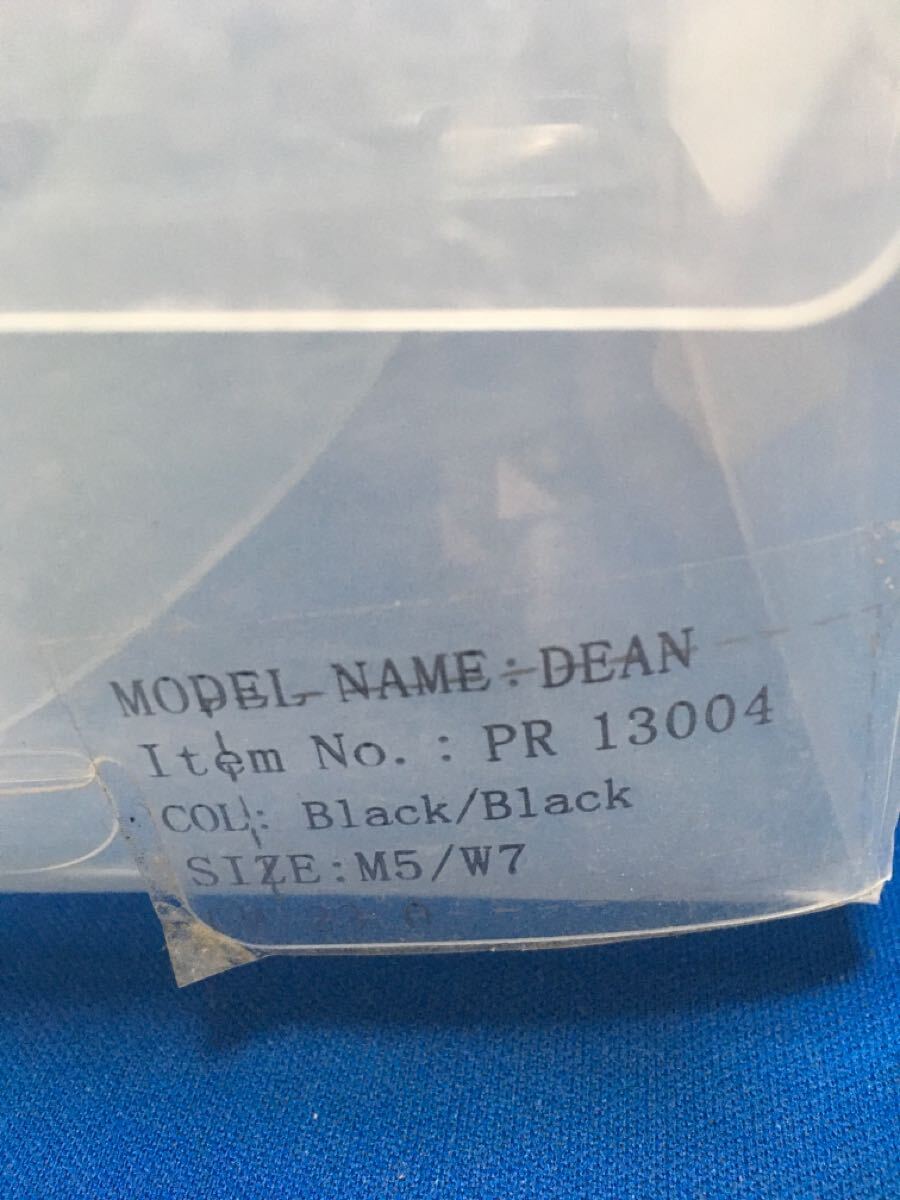 MODEL NAME:DEAN
Item No.: PR 13004
COL: Black/Black
SIZE:M5/W7